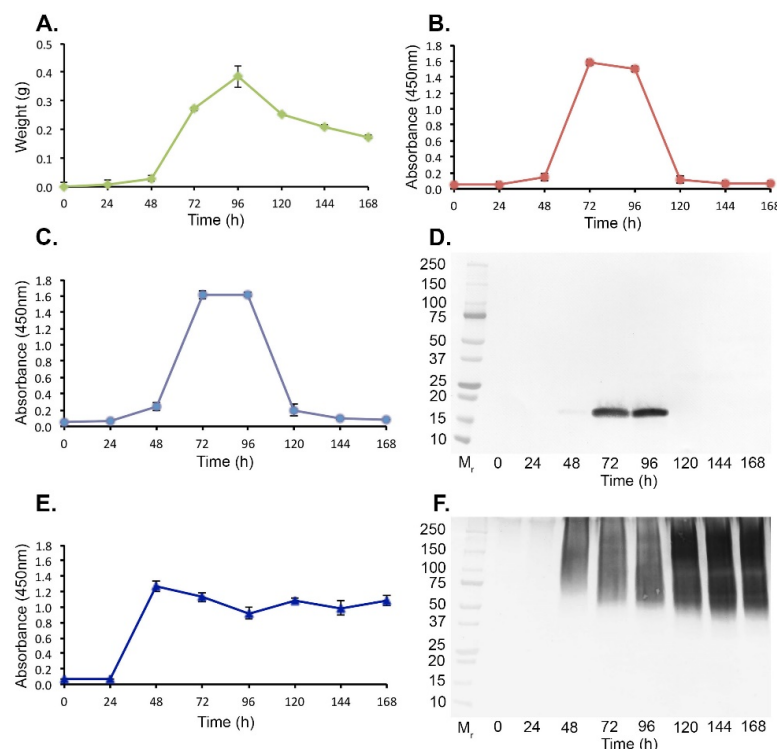 A.
Weight (g)
0.5
0.4
0.3
0.2
0.1
0.0
0 24 48 72 96 120 144 168
Time (h)
B.
Absorbance (450nm)
1.8
1.6
1.4
1.2
1.0
0.8
0.6
0.4
0.2
0.0
0 24 48 72 96 120 144 168
Time (h)
C.
Absorbance (450nm)
1.8
1.6
1.4
1.2
1.0
0.8
0.6
0.4
0.2
0.0
0 24 48 72 96 120 144 168
Time (h)
D.
250
150
100
75
50
37
25
20
15
10
Mr 0 24 48 72 96 120 144 168
Time (h)
E.
Absorbance (450nm)
1.8
1.6
1.4
1.2
1.0
0.8
0.6
0.4
0.2
0.0
0 24 48 72 96 120 144 168
Time (h)
F.
250
150
100
75
50
37
25
20
15
10
Mr 0 24 48 72 96 120 144 168
Time (h)